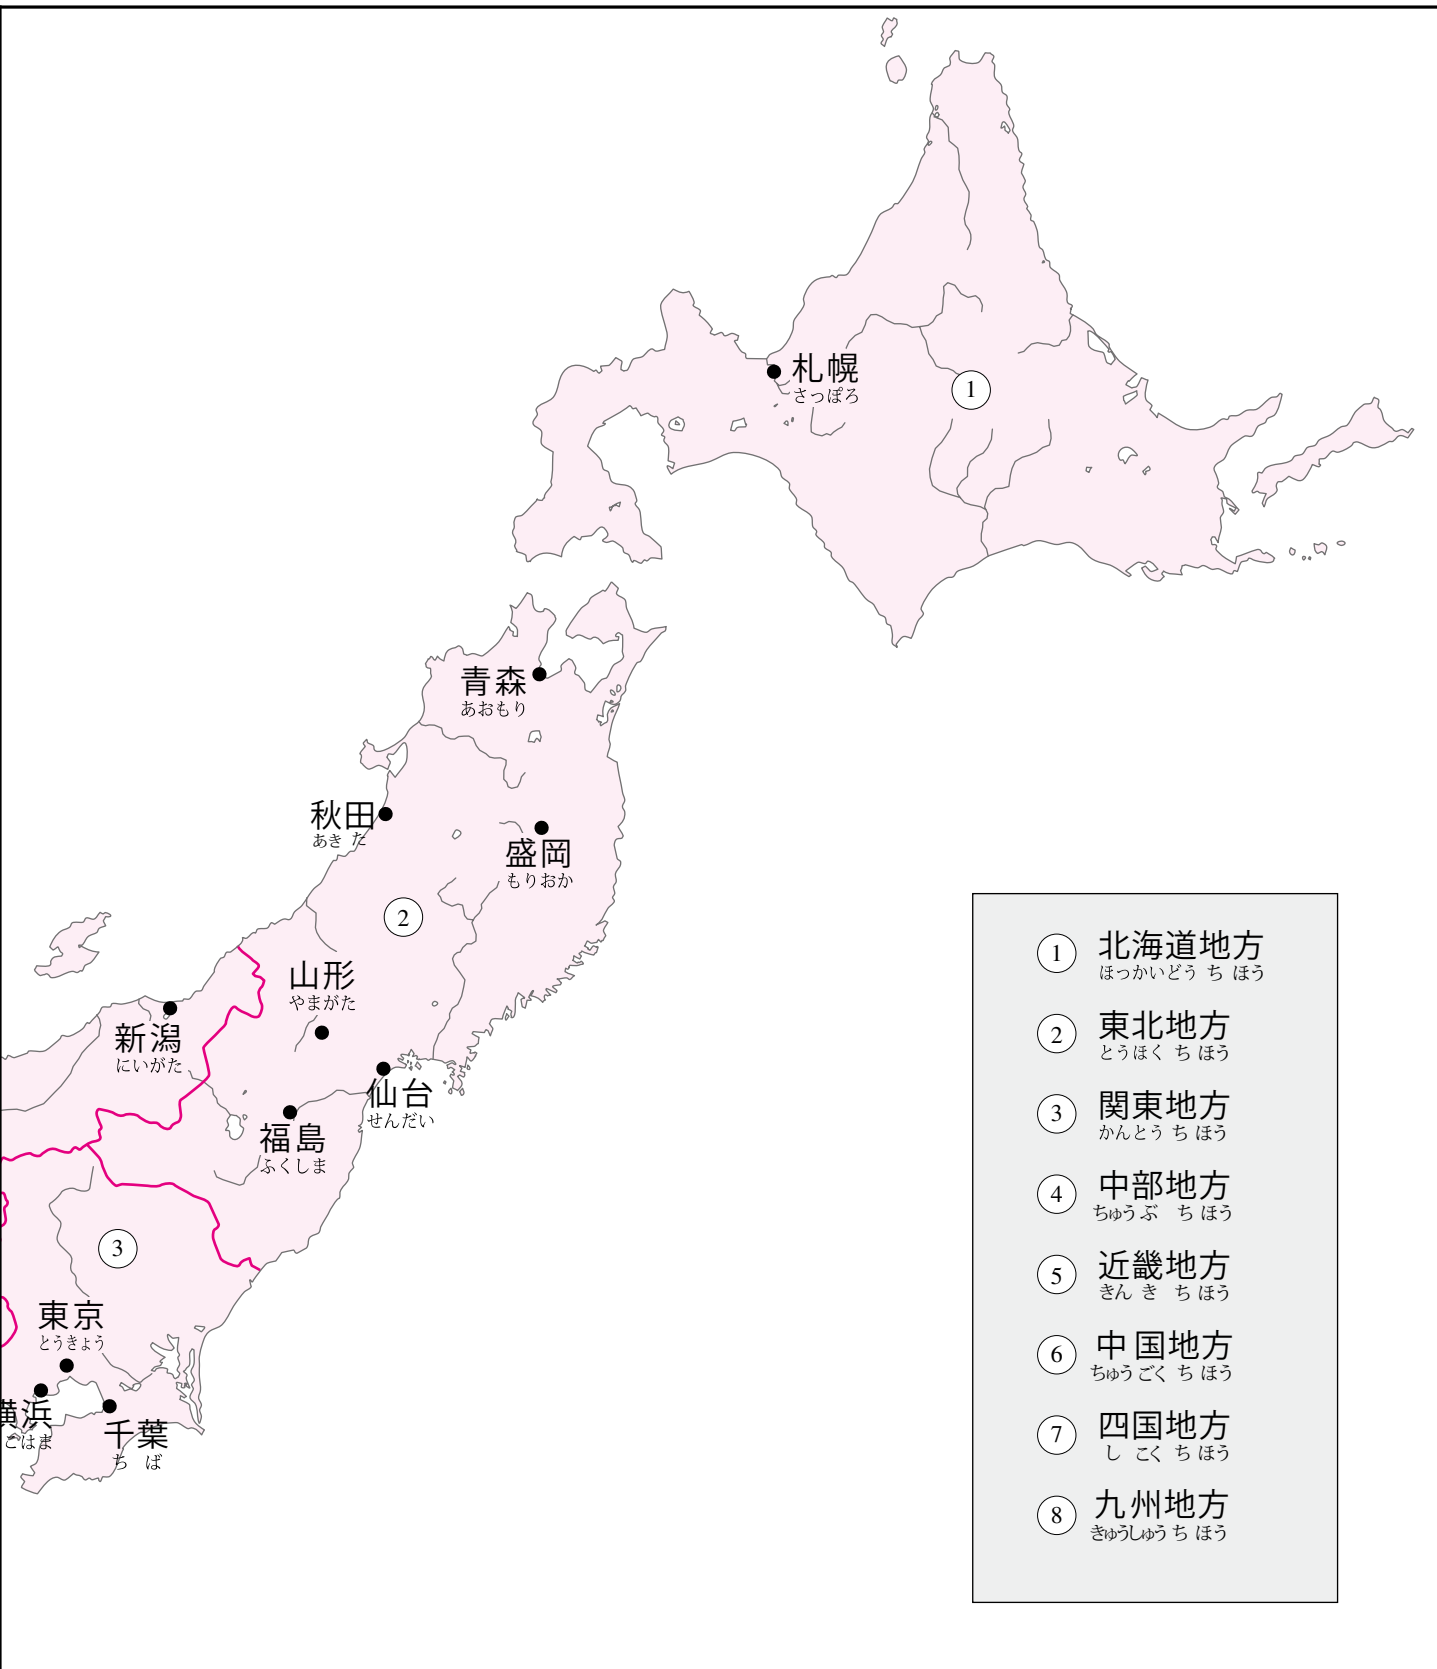 札幌
さっぽろ
1
青森
あおもり
秋田
あき た
盛岡
もりおか
2
山形
やまがた
新潟
にいがた
仙台
せんだい
福島
ふくしま
3
東京
とうきょう
横浜
こはま
千葉
ち ば
1 北海道地方
ほっかいどう ち ほう
2 東北地方
とうほく ち ほう
3 関東地方
かんとう ち ほう
4 中部地方
ちゅう ぶ ち ほう
5 近畿地方
きん き ち ほう
6 中国地方
ちゅう ごく ち ほう
7 四国地方
し こく ち ほう
8 九州地方
きゅうしゅう ち ほう